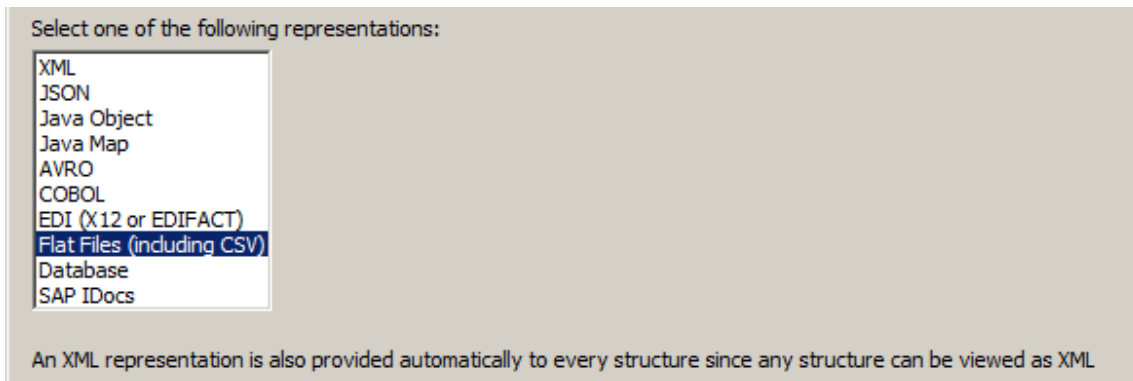 Select one of the following representations:
XML
JSON
Java Object
Java Map
AVRO
COBOL
EDI (X12 or EDIFACT)
Flat Files (including CSV)
Database
SAP IDocs
An XML representation is also provided automatically to every structure since any structure can be viewed as XML